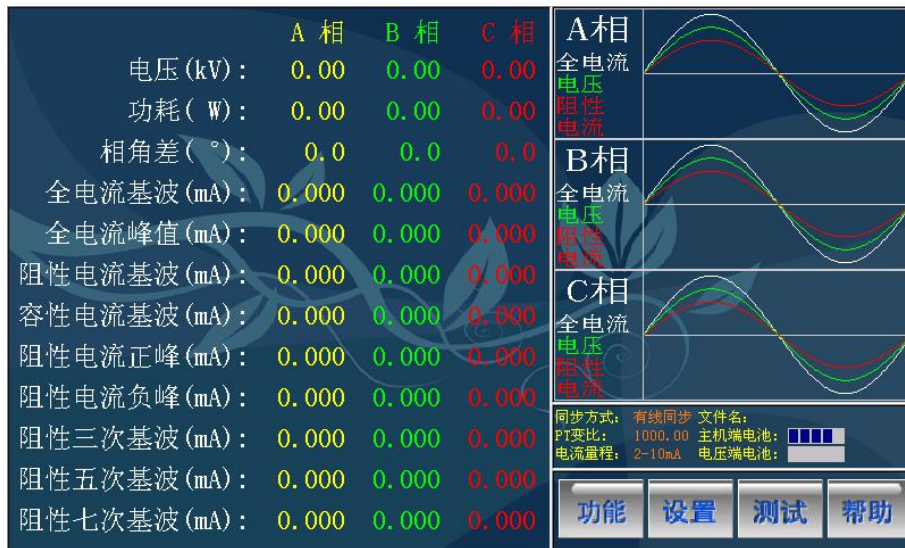 A 相 B 相 C 相
电压(kV): 0.00 0.00 0.00
功耗( W): 0.00 0.00 0.00
相角差( °): 0.0 0.0 0.0
全电流基波(mA): 0.000 0.000 0.000
全电流峰值(mA): 0.000 0.000 0.000
阻性电流基波(mA): 0.000 0.000 0.000
容性电流基波(mA): 0.000 0.000 0.000
阻性电流正峰(mA): 0.000 0.000 0.000
阻性电流负峰(mA): 0.000 0.000 0.000
阻性三次基波(mA): 0.000 0.000 0.000
阻性五次基波(mA): 0.000 0.000 0.000
阻性七次基波(mA): 0.000 0.000 0.000
A相
全电流
电压
阻性
电流
B相
全电流
电压
阻性
电流
C相
全电流
电压
阻性
电流
同步方式: 有线同步 文件名:
PT变比: 1000.00 主机端电池:
电流量程: 2-10mA 电压端电池:
功能 设置 测试 帮助